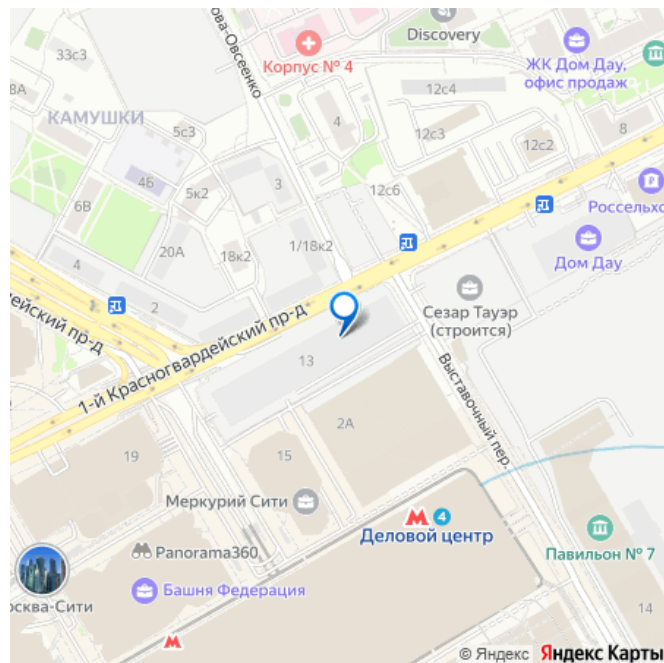 33с3
ова-Овсеенко
Discovery
Корпус № 4
ЖК Дом Дау,
офис продаж
8А
КАМУШКИ
12с4
5с3
4
12с3
12с2
8
4Б
5к2
3
12с6
Россельхо
6В
20А
18к2
1/18к2
Дом Дау
4
2
Сезар Тауэр
(строится)
дейский пр-д
1-й Красногвардейский пр-д
13
Выставочный пер.
2А
19
15
Меркурий Сити
Деловой центр
4
Panorama360
Павильон № 7
осква-Сити
Башня Федерация
14
© Яндекс Яндекс Карты